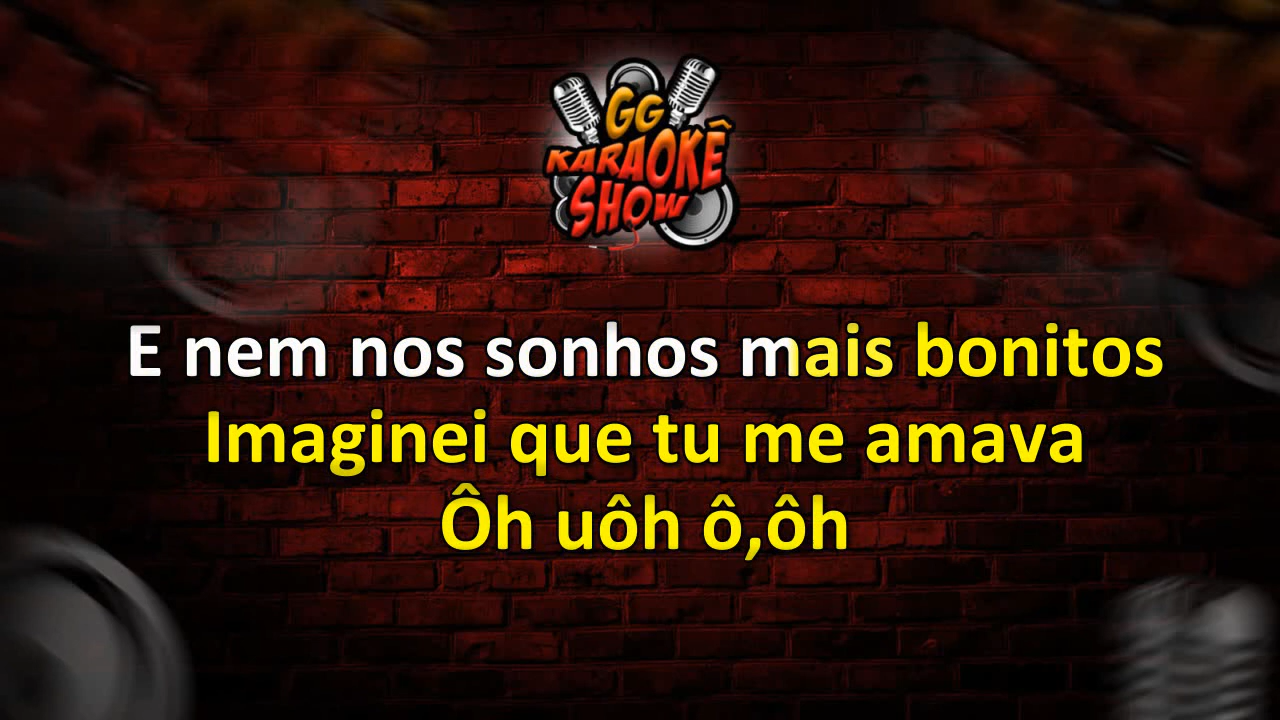 GG
KARAOKÊ
SHOW
E nem nos sonhos mais bonitos
Imaginei que tu me amava
Ôh uôh ô,ôh